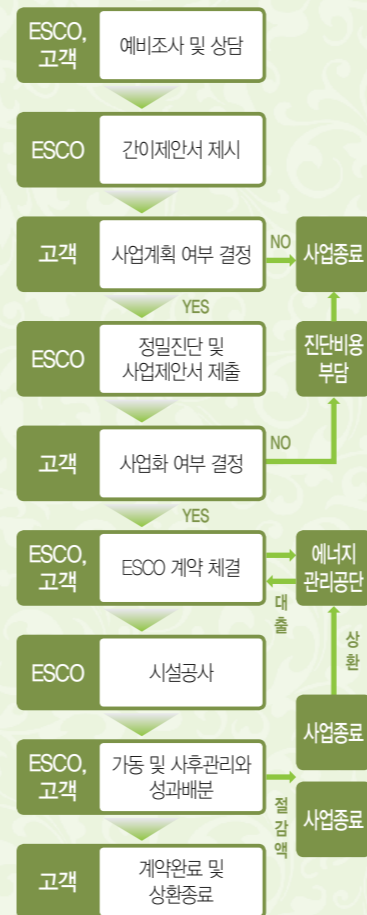 ESCO,
고객
예비조사 및 상담
ESCO
간이제안서 제시
고객
사업계획 여부 결정
NO
사업종료
YES
ESCO
정밀진단 및
사업제안서 제출
진단비용
부담
고객
사업화 여부 결정
NO
YES
ESCO,
고객
ESCO 계약 체결
에너지
관리공단
대
출
상
환
ESCO
시설공사
사업종료
ESCO,
고객
가동 및 사후관리와
성과배분
절
감
액
사업종료
고객
계약완료 및
상환종료